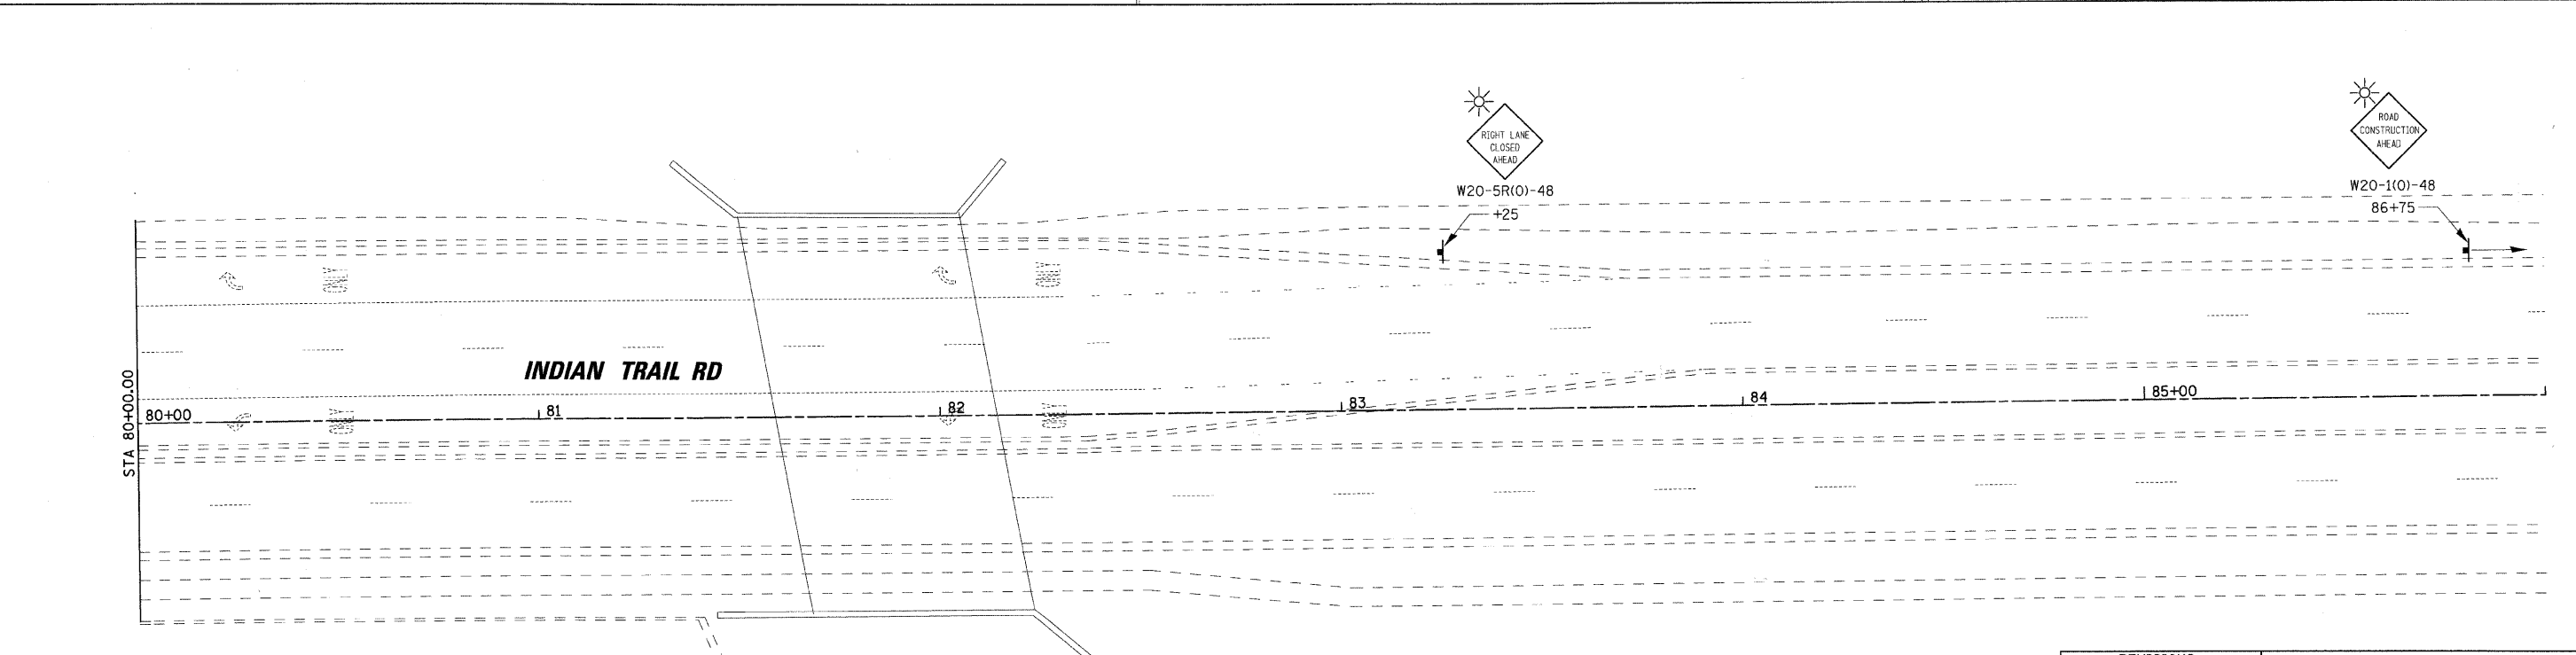 RIGHT LANE
CLOSED
AHEAD
W20-5R(O)-48
+25
ROAD
CONSTRUCTION
AHEAD
W20-1(O)-48
86+75
INDIAN TRAIL RD
STA 80+00.00
80+00
81
82
83
84
85+00